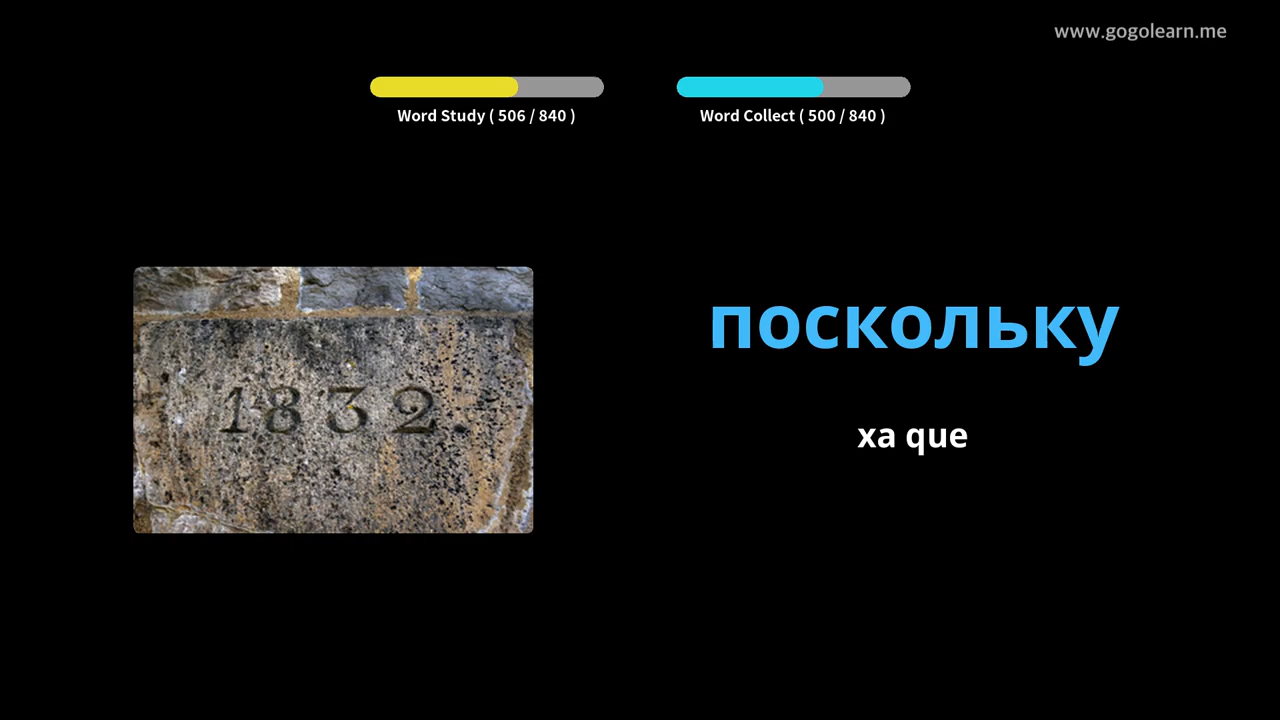 www.gogolearn.me
Word Study ( 506 / 840 )
Word Collect ( 500 / 840 )
1832.
поскольку
xa que